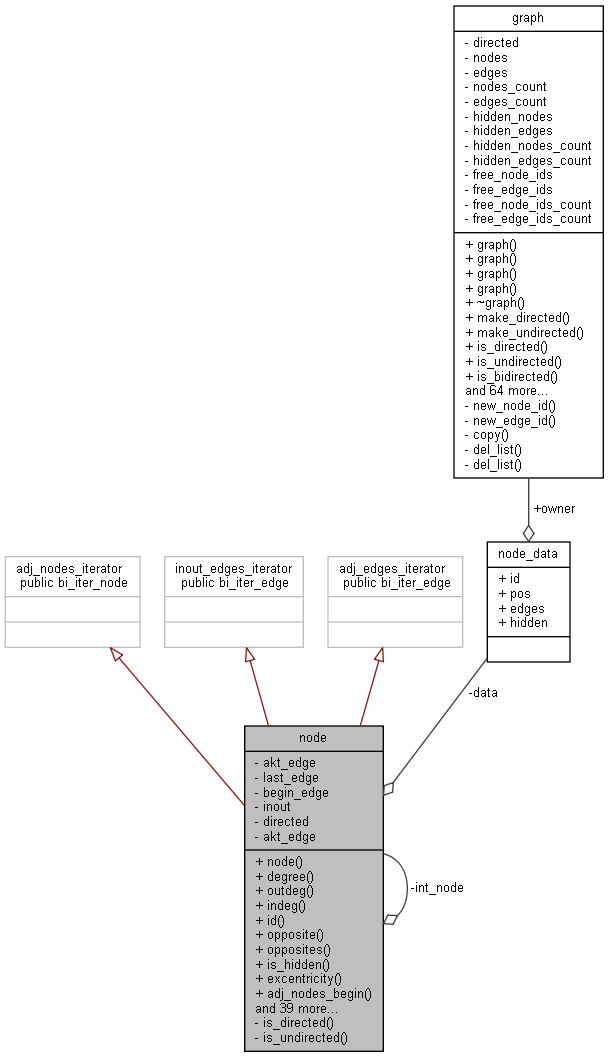 graph
- directed
- nodes
- edges
- nodes_count
- edges_count
- hidden_nodes
- hidden_edges
- hidden_nodes_count
- hidden_edges_count
- free_node_ids
- free_edge_ids
- free_node_ids_count
- free_edge_ids_count
+ graph()
+ graph()
+ graph()
+ graph()
+ ~graph()
+ make_directed()
+ make_undirected()
+ is_directed()
+ is_undirected()
+ is_bidirected()
and 64 more...
- new_node_id()
- new_edge_id()
- copy()
- del_list()
- del_list()
+owner
node_data
+ id
+ pos
+ edges
+ hidden
adj_nodes_iterator
public bi_iter_node
inout_edges_iterator
public bi_iter_edge
adj_edges_iterator
public bi_iter_edge
-data
node
- akt_edge
- last_edge
- begin_edge
- inout
- directed
- akt_edge
+ node()
+ degree()
+ outdeg()
+ indeg()
+ id()
+ opposite()
+ opposites()
+ is_hidden()
+ excentricity()
+ adj_nodes_begin()
and 39 more...
- is_directed()
- is_undirected()
-int_node